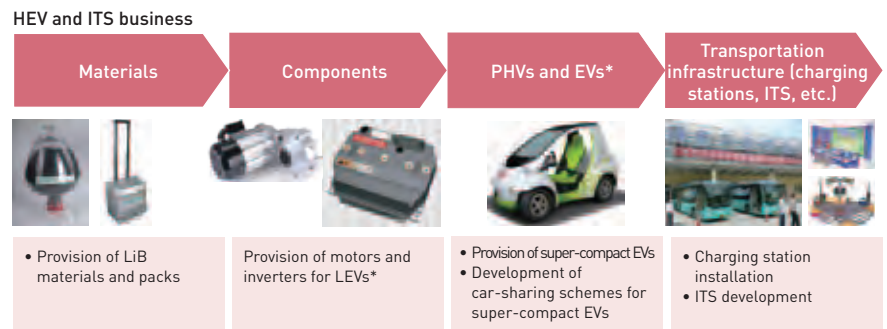 HEV and ITS business
Materials
Components
PHVs and EVs*
Transportation
infrastructure (charging
stations, ITS, etc.)
• Provision of LiB
materials and packs
Provision of motors and
inverters for LEVs*
• Provision of super-compact EVs
• Development of
car-sharing schemes for
super-compact EVs
• Charging station
installation
• ITS development